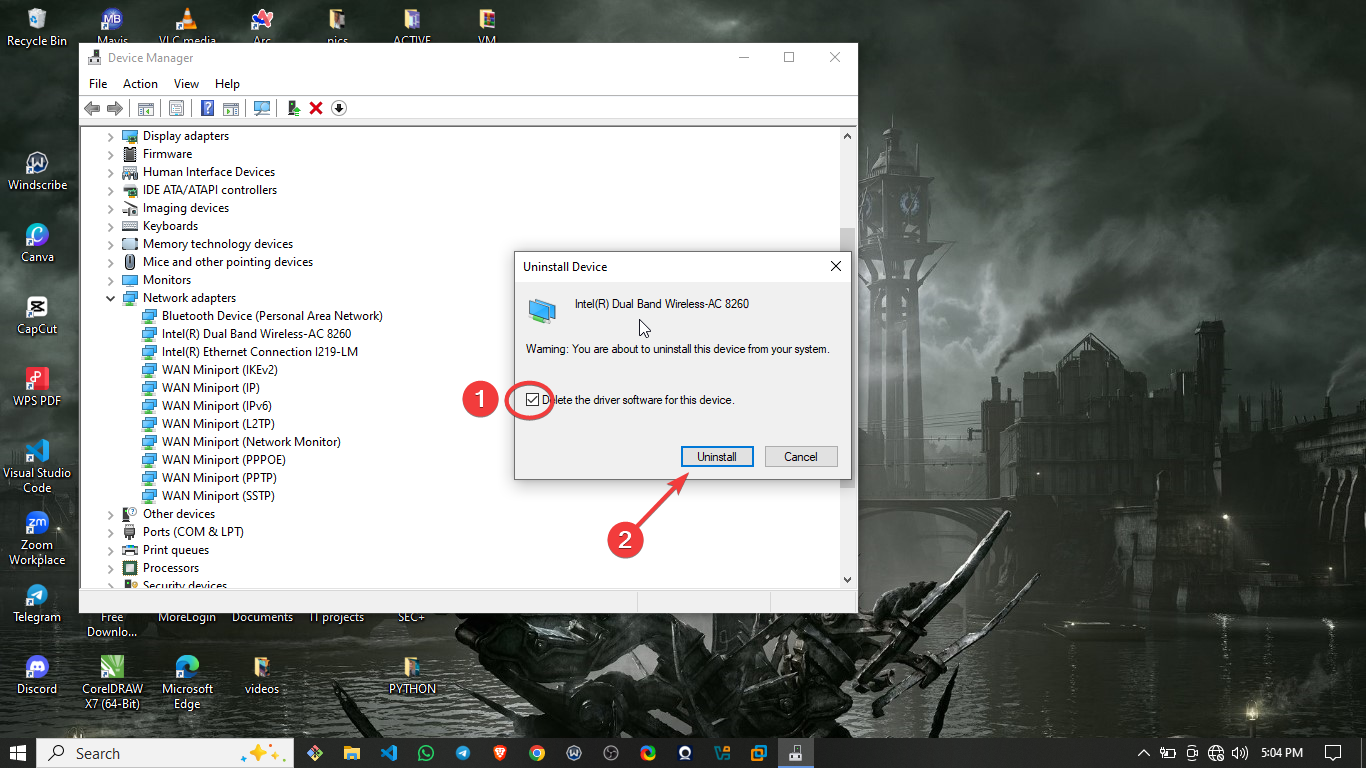 Recycle Bin
Mavis
VLC media
Arc
pics
ACTIVE
VM
Device Manager
File
Action
View
Help
Display adapters
Firmware
Human Interface Devices
IDE ATA/ATAPI controllers
Imaging devices
Keyboards
Memory technology devices
Mice and other pointing devices
Monitors
Network adapters
Bluetooth Device (Personal Area Network)
Intel(R) Dual Band Wireless-AC 8260
Intel(R) Ethernet Connection I219-LM
WAN Miniport (IKEv2)
WAN Miniport (IP)
WAN Miniport (IPv6)
WAN Miniport (L2TP)
WAN Miniport (Network Monitor)
WAN Miniport (PPPOE)
WAN Miniport (PPTP)
WAN Miniport (SSTP)
Other devices
Ports (COM & LPT)
Print queues
Processors
Security devices
Uninstall Device
Intel(R) Dual Band Wireless-AC 8260
Warning: You are about to uninstall this device from your system.
1
Delete the driver software for this device.
Uninstall
Cancel
2
Windscribe
Canva
CapCut
WPS PDF
Visual Studio
Code
Zoom
Workplace
Telegram
Free
Downlo...
MoreLogin
Documents
IT projects
SEC+
Discord
CorelDRAW
X7 (64-Bit)
Microsoft
Edge
videos
PYTHON
Search
5:04 PM